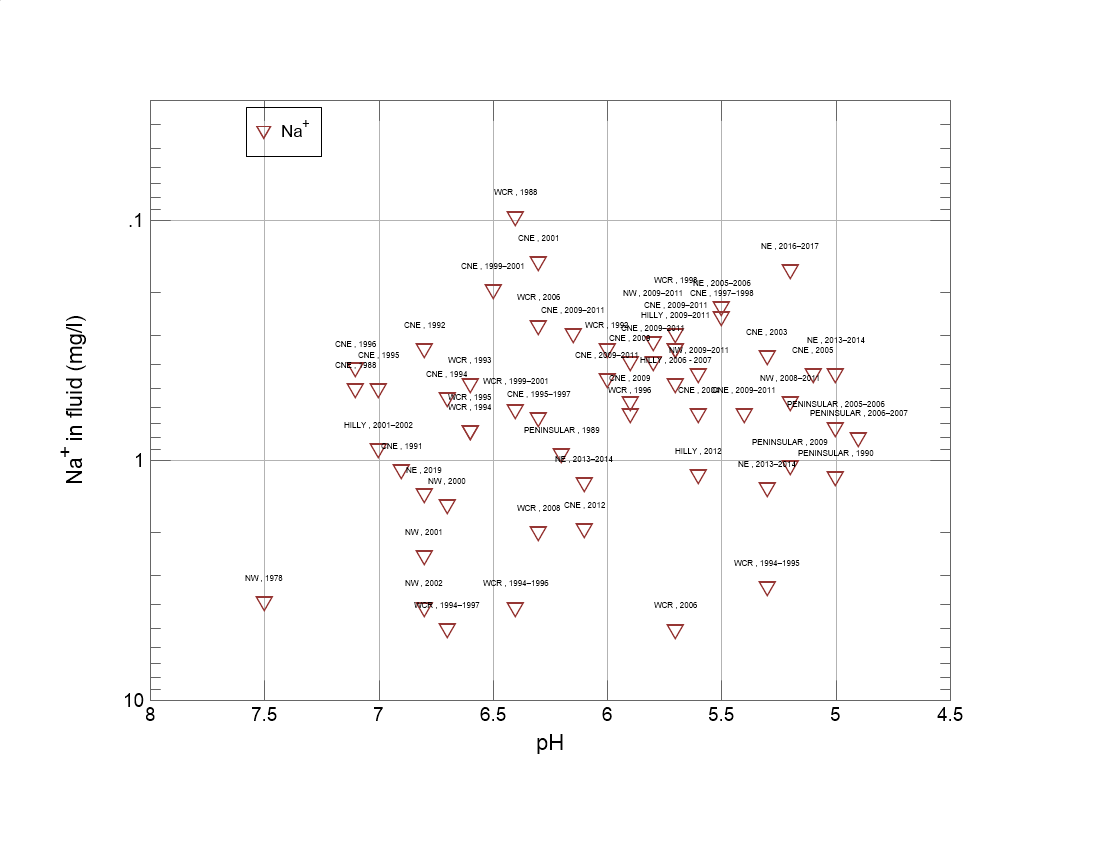 Na+
WCR , 1988
CNE , 2001
NE , 2016–2017
CNE , 1999–2001
WCR , 1998
NE , 2005–2006
NW , 2009–2011
CNE , 1997–1998
WCR , 2006
CNE , 2009–2011
CNE , 2009–2011
HILLY , 2009–2011
CNE , 1992
WCR , 1992
CNE , 2009–2011
CNE , 2003
CNE , 2009
NE , 2013–2014
CNE , 1996
CNE , 1995
CNE , 2009–2011
NW , 2009–2011
CNE , 2005
WCR , 1993
HILLY , 2006 - 2007
CNE , 1988
CNE , 1994
WCR , 1999–2001
CNE , 2009
NW , 2008–2011
WCR , 1995
CNE , 1995–1997
WCR , 1996
CNE , 2004
CNE , 2009–2011
WCR , 1994
PENINSULAR , 2005–2006
PENINSULAR , 2006–2007
HILLY , 2001–2002
PENINSULAR , 1989
CNE , 1991
PENINSULAR , 2009
HILLY , 2012
PENINSULAR , 1990
NE , 2013–2014
NE , 2013–2014
NE , 2019
NW , 2000
WCR , 2008
CNE , 2012
NW , 2001
WCR , 1994–1995
NW , 1978
NW , 2002
WCR , 1994–1996
WCR , 1994–1997
WCR , 2006
.1
1
10
Na+ in fluid (mg/l)
8 7.5 7 6.5 6 5.5 5 4.5
pH